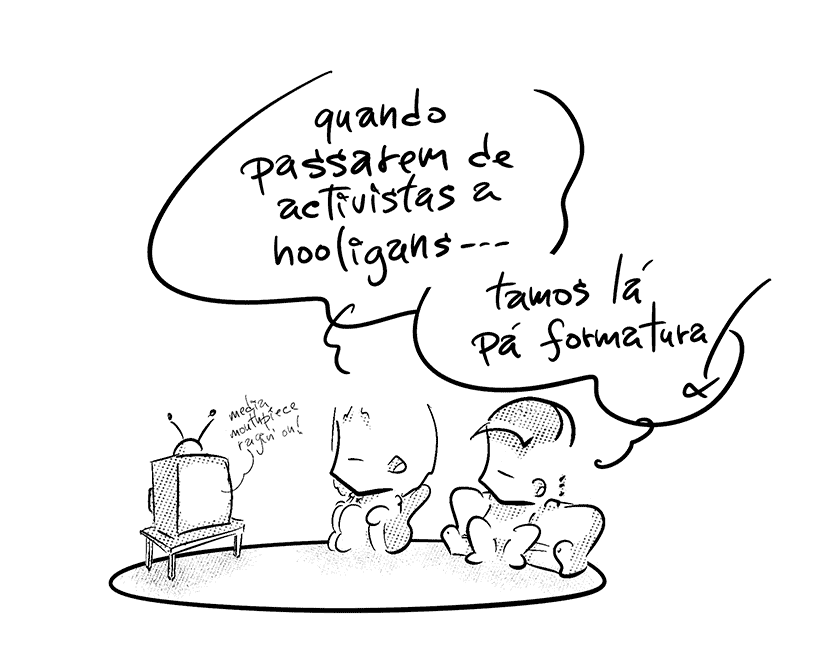 quando
passarem de
activistas a
hooligans---
tamos lá
pá formatura
media
mouthpiece
ragin' on!